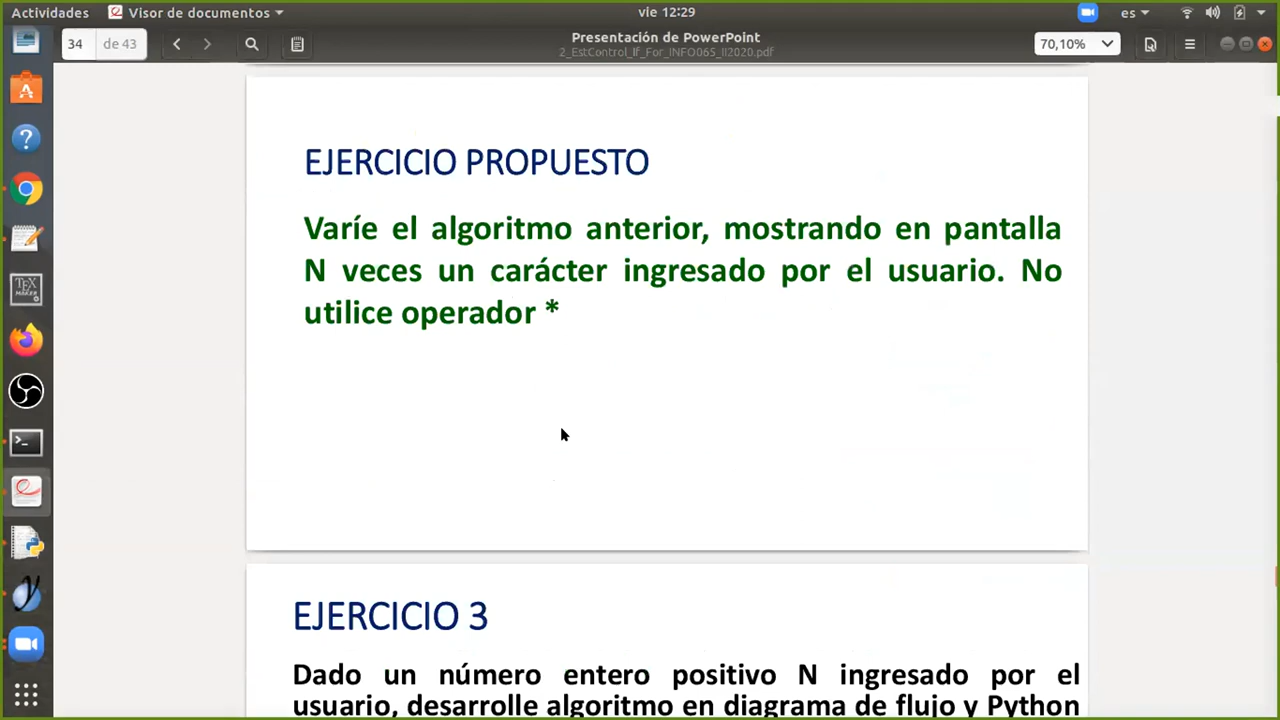 Actividades Visor de documentos vie 12:29 es
34 de 43 Presentación de PowerPoint 70,10%
2_EstControl_If_For_INFO065_II2020.pdf
EJERCICIO PROPUESTO
Varíe el algoritmo anterior, mostrando en pantalla
N veces un carácter ingresado por el usuario. No
utilice operador *
TEX
MAKER
EJERCICIO 3
Dado un número entero positivo N ingresado por el
usuario, desarrolle algoritmo en diagrama de flujo y Python